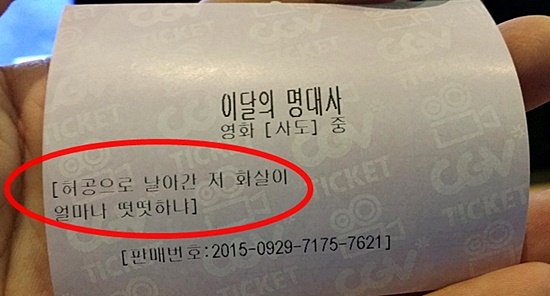 이달의 명대사
영화 [사도] 중
[허공으로 날아간 저 화살이
얼마나 떳떳하냐]
[판매번호:2015-0929-7175-7621]